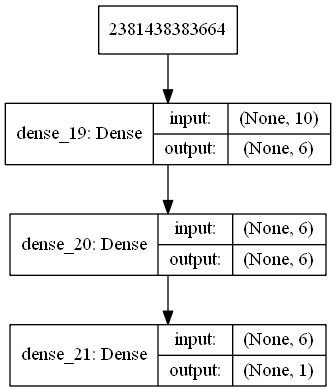 2381438383664
dense_19: Dense
input: (None, 10)
output: (None, 6)
dense_20: Dense
input: (None, 6)
output: (None, 6)
dense_21: Dense
input: (None, 6)
output: (None, 1)